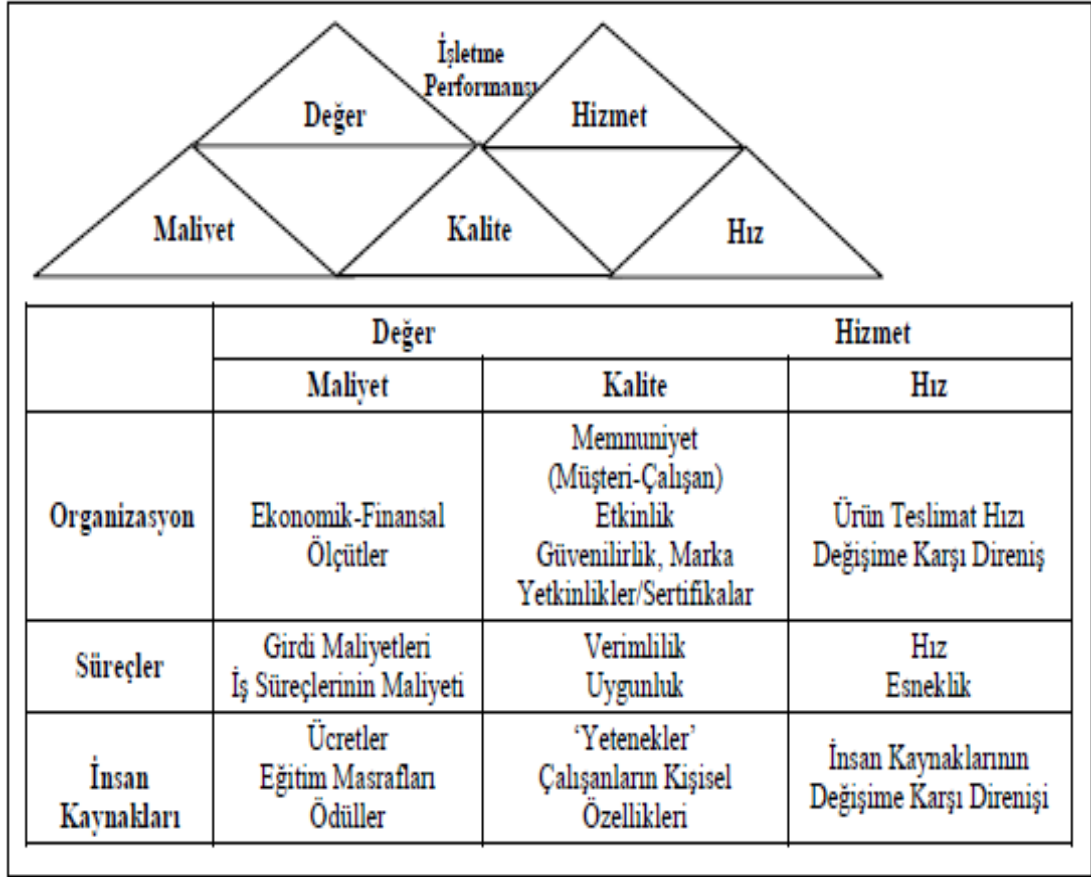 İşletme
Performansı
Değer
Hizmet
Maliyet
Kalite
Hız
Değer
Hizmet
Maliyet
Kalite
Hız
Organizasyon
Ekonomik-Finansal
Ölçütler
Memnuniyet
(Müşteri-Çalışan)
Etkinlik
Güvenilirlik, Marka
Yetkinlikler/Sertifikalar
Ürün Teslimat Hızı
Değişime Karşı Direniş
Süreçler
Girdi Maliyetleri
İş Süreçlerinin Maliyeti
Verimlilik
Uygunluk
Hız
Esneklik
İnsan
Kaynakları
Ücretler
Eğitim Masrafları
Ödüller
‘Yetenekler’
Çalışanların Kişisel
Özellikleri
İnsan Kaynaklarının
Değişime Karşı Direnişi